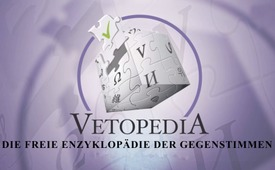 Ω
V
И
VETOPEDIA
DIE FREIE ENZYKLOPÄDIE DER GEGENSTIMMEN